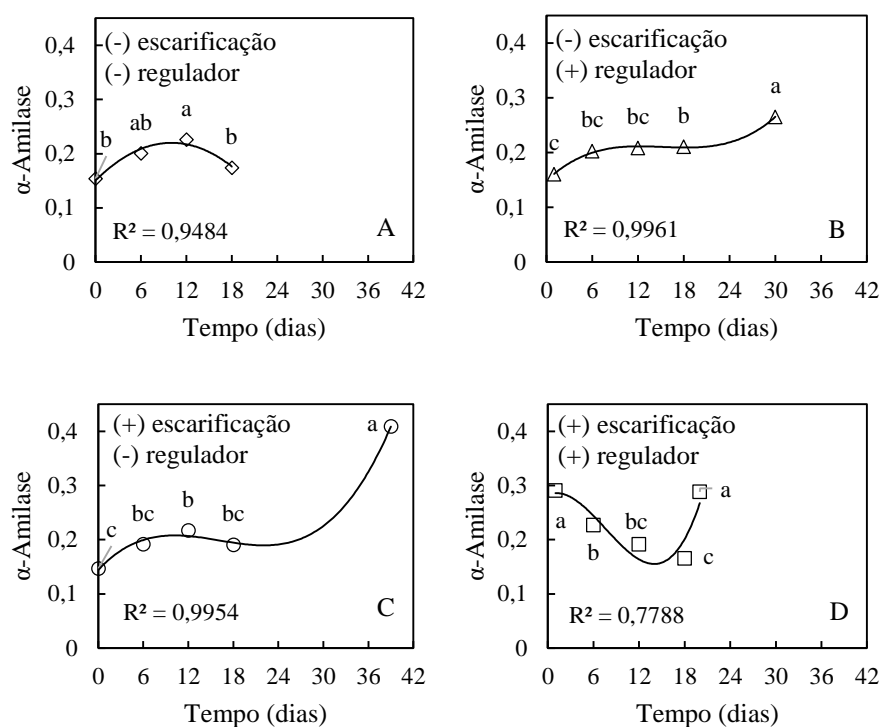 α-Amilase
0,4
0,3
0,2
0,1
0
(-) escarificação
(-) regulador
b
ab
a
b
R² = 0,9484
A
0 6 12 18 24 30 36 42
Tempo (dias)
α-Amilase
0,4
0,3
0,2
0,1
0
(-) escarificação
(+) regulador
c
bc
bc
b
a
R² = 0,9961
B
0 6 12 18 24 30 36 42
Tempo (dias)
α-Amilase
0,4
0,3
0,2
0,1
0
(+) escarificação
(-) regulador
c
bc
b
bc
a
R² = 0,9954
C
0 6 12 18 24 30 36 42
Tempo (dias)
α-Amilase
0,4
0,3
0,2
0,1
0
(+) escarificação
(+) regulador
a
b
bc
c
a
R² = 0,7788
D
0 6 12 18 24 30 36 42
Tempo (dias)